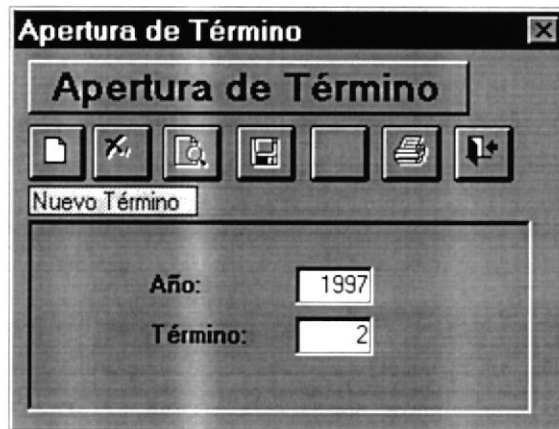 Apertura de Término
Apertura de Término
Nuevo Término
Año: 1997
Término: 2